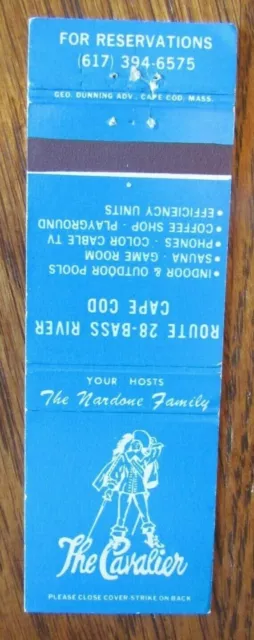 FOR RESERVATIONS
(617) 394-6575
GEO. DUNNING ADV., CAPE COD, MASS.
ROUTE 28-BASS RIVER
CAPE COD
• INDOOR & OUTDOOR POOLS
• SAUNA · GAME ROOM
• PHONES · COLOR CABLE TV
• COFFEE SHOP · PLAYGROUND
• EFFICIENCY UNITS
YOUR HOSTS
The Nardone Family
The Cavalier
PLEASE CLOSE COVER-STRIKE ON BACK